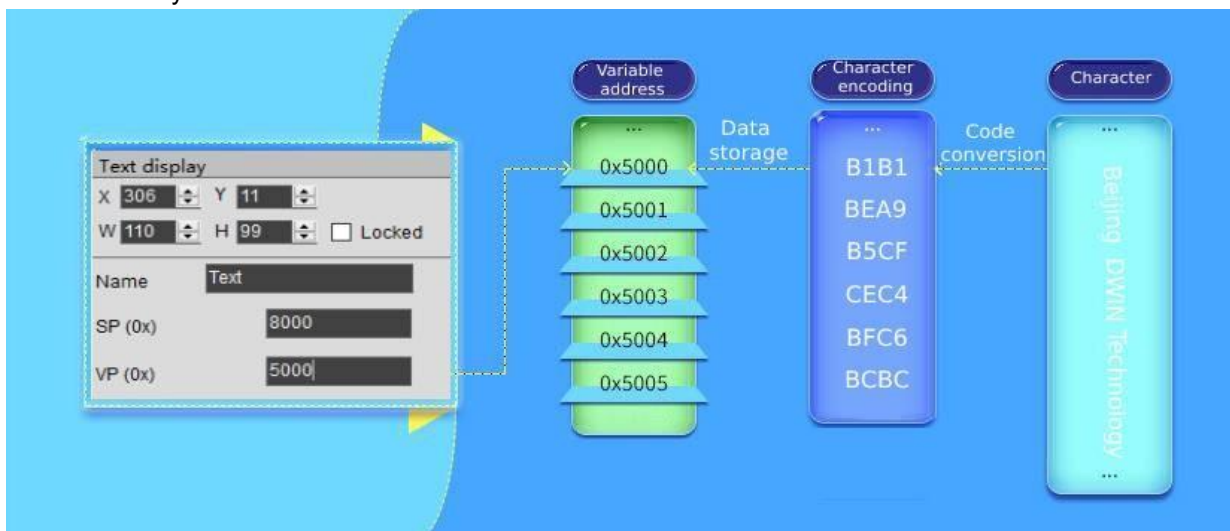 Text display
X 306 Y 11
W 110 H 99 Locked
Name Text
SP (0x) 8000
VP (0x) 5000
Variable
address
...
0x5000
0x5001
0x5002
0x5003
0x5004
0x5005
Data
storage
Character
encoding
...
B1B1
BEA9
B5CF
CEC4
BFC6
BCBC
Code
conversion
Character
...
Beijing DWIN Technology
...